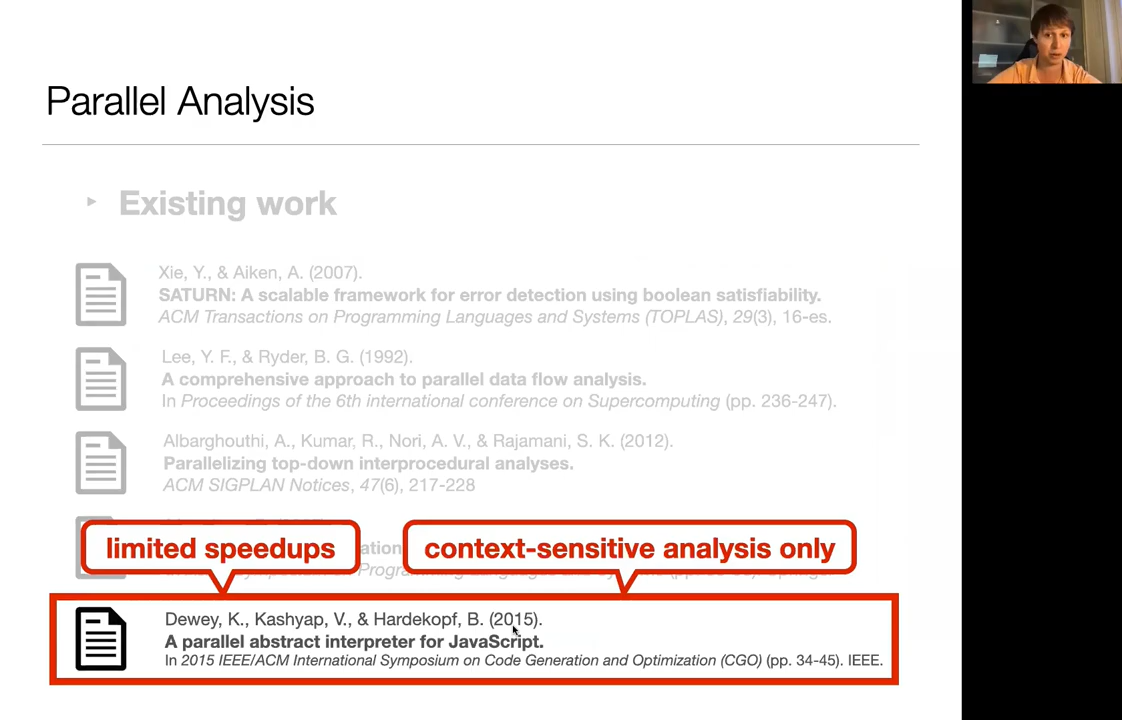 Parallel Analysis
Existing work
Xie, Y., & Aiken, A. (2007).
SATURN: A scalable framework for error detection using boolean satisfiability.
ACM Transactions on Programming Languages and Systems (TOPLAS), 29(3), 16-es.
Lee, Y. F., & Ryder, B. G. (1992).
A comprehensive approach to parallel data flow analysis.
In Proceedings of the 6th international conference on Supercomputing (pp. 236-247).
Albarghouthi, A., Kumar, R., Nori, A. V., & Rajamani, S. K. (2012).
Parallelizing top-down interprocedural analyses.
ACM SIGPLAN Notices, 47(6), 217-228
limited speedups
context-sensitive analysis only
Dewey, K., Kashyap, V., & Hardekopf, B. (2015).
A parallel abstract interpreter for JavaScript.
In 2015 IEEE/ACM International Symposium on Code Generation and Optimization (CGO) (pp. 34-45). IEEE.